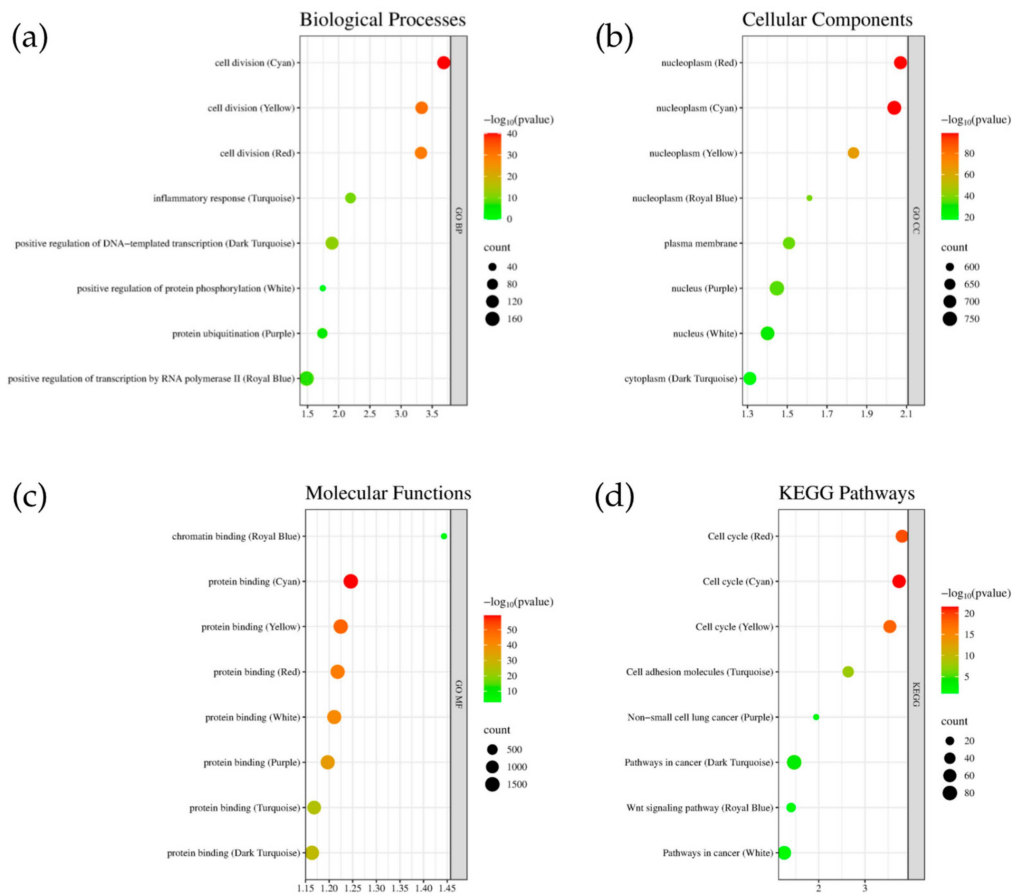 (a)
Biological Processes
cell division (Cyan)
cell division (Yellow)
cell division (Red)
inflammatory response (Turquoise)
positive regulation of DNA−templated transcription (Dark Turquoise)
positive regulation of protein phosphorylation (White)
protein ubiquitination (Purple)
positive regulation of transcription by RNA polymerase II (Royal Blue)
1.5 2.0 2.5 3.0 3.5
GO BP
−log10(pvalue)
40
30
20
10
0
count
40
80
120
160
(b)
Cellular Components
nucleoplasm (Red)
nucleoplasm (Cyan)
nucleoplasm (Yellow)
nucleoplasm (Royal Blue)
plasma membrane
nucleus (Purple)
nucleus (White)
cytoplasm (Dark Turquoise)
1.3 1.5 1.7 1.9 2.1
GO CC
−log10(pvalue)
80
60
40
20
count
600
650
700
750
(c)
Molecular Functions
chromatin binding (Royal Blue)
protein binding (Cyan)
protein binding (Yellow)
protein binding (Red)
protein binding (White)
protein binding (Purple)
protein binding (Turquoise)
protein binding (Dark Turquoise)
1.15 1.20 1.25 1.30 1.35 1.40 1.45
GO MF
−log10(pvalue)
50
40
30
20
10
count
500
1000
1500
(d)
KEGG Pathways
Cell cycle (Red)
Cell cycle (Cyan)
Cell cycle (Yellow)
Cell adhesion molecules (Turquoise)
Non−small cell lung cancer (Purple)
Pathways in cancer (Dark Turquoise)
Wnt signaling pathway (Royal Blue)
Pathways in cancer (White)
2 3
KEGG
−log10(pvalue)
20
15
10
5
count
20
40
60
80